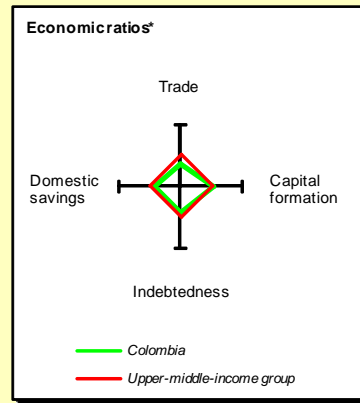 Economic ratios*
Trade
Domestic
savings
Capital
formation
Indebtedness
Colombia
Upper-middle-income group